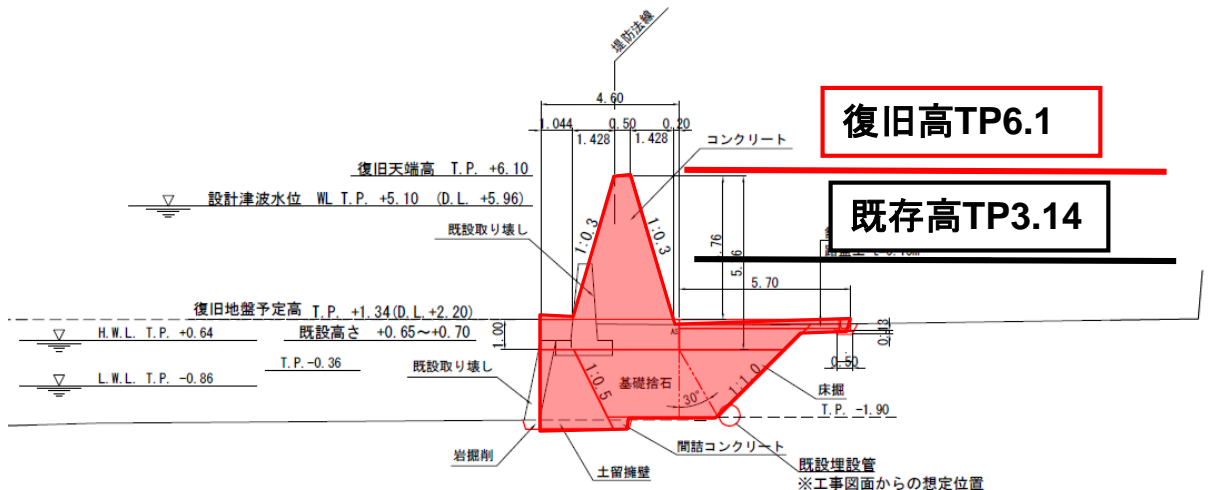 堤防法線
4.60
1.044
0.50
0.20
1.428
1.428
コンクリート
復旧高TP6.1
復旧天端高 T.P. +6.10
設計津波水位 WL T.P. +5.10 (D.L. +5.96)
既存高TP3.14
既設取り壊し
1:0.3
1:0.3
.76
5.
5.70
復旧地盤予定高 T.P. +1.34(D.L.+2.20)
H.W.L. T.P. +0.64
既設高さ +0.65～+0.70
1.00
0.13
T.P.-0.36
既設取り壊し
0.50
L.W.L. T.P. -0.86
1:0.5
基礎捨石
30°
1:1.0
床掘
T.P. -1.90
岩掘削
土留擁壁
間詰コンクリート
既設埋設管
※工事図面からの想定位置